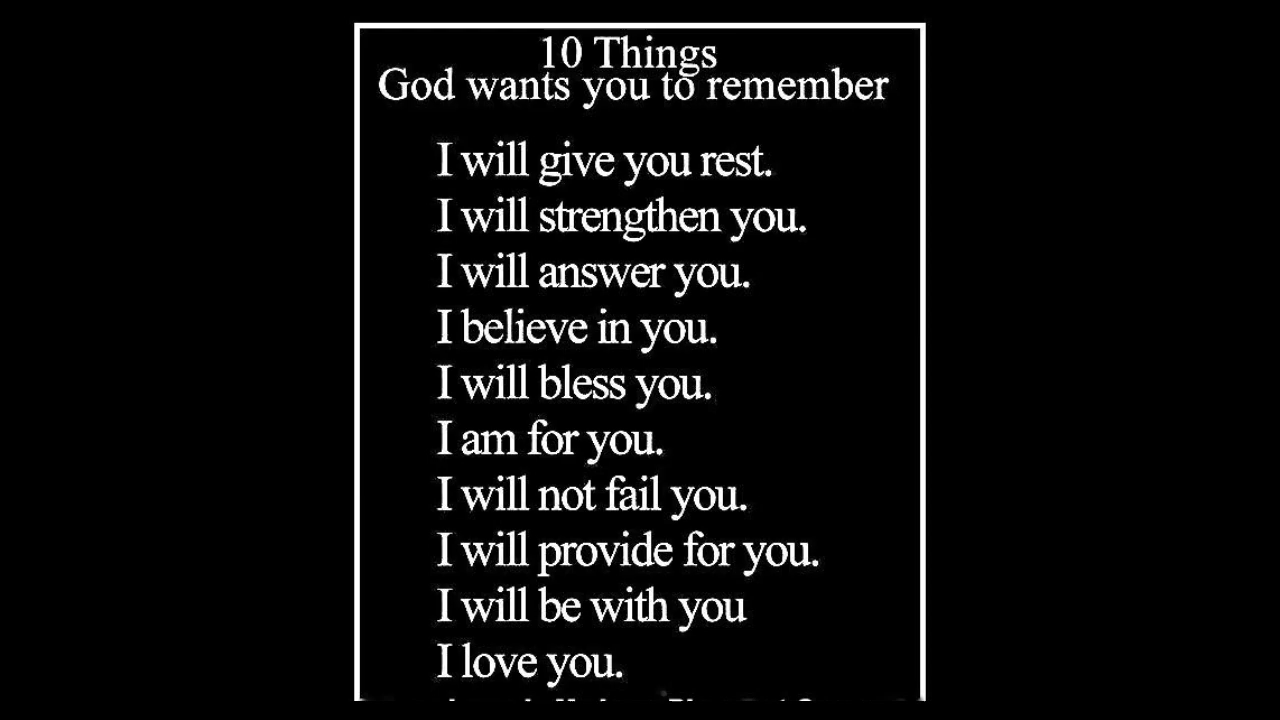 10 Things
God wants you to remember
I will give you rest.
I will strengthen you.
I will answer you.
I believe in you.
I will bless you.
I am for you.
I will not fail you.
I will provide for you.
I will be with you
I love you.